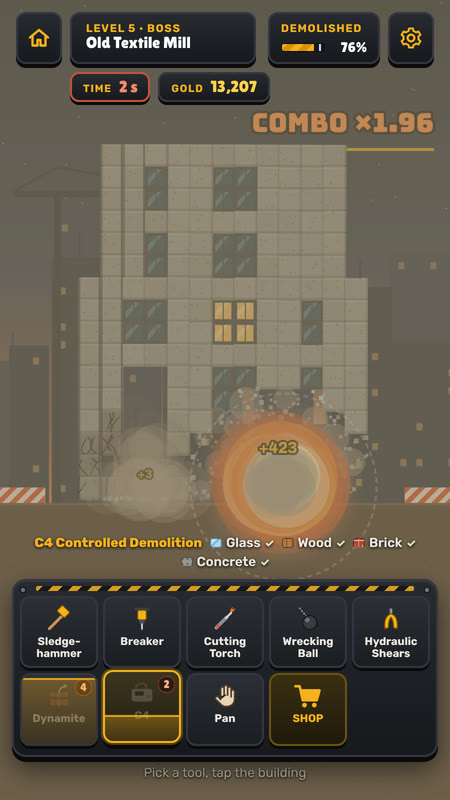 LEVEL 5 • BOSS
Old Textile Mill
DEMOLISHED
76%
TIME 2 s
GOLD 13,207
COMBO ×1.96
+423
+3
C4 Controlled Demolition Glass ✓ Wood ✓ Brick ✓
Concrete ✓
Sledge-
hammer
Breaker
Cutting
Torch
Wrecking
Ball
Hydraulic
Shears
4
Dynamite
2
C4
Pan
SHOP
Pick a tool, tap the building